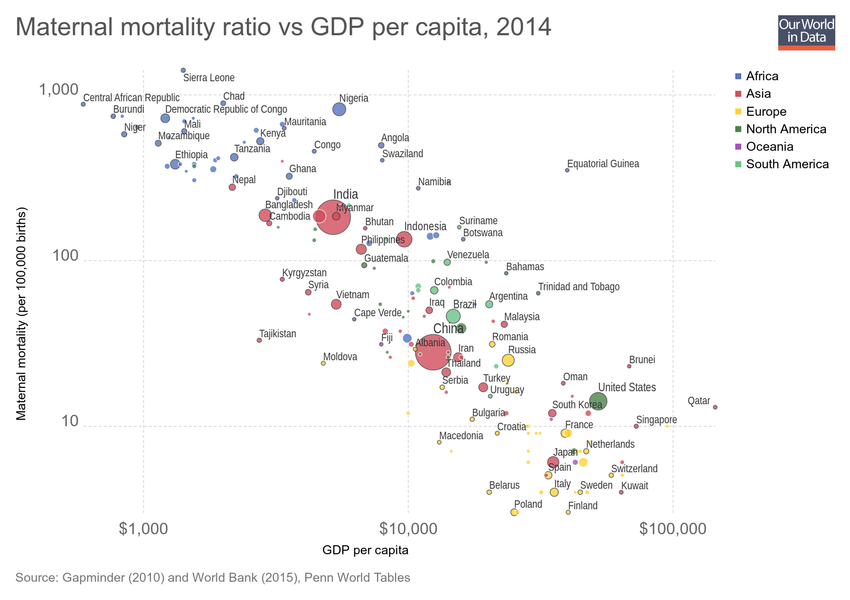 Maternal mortality ratio vs GDP per capita, 2014
Our World
in Data
Africa
Asia
Europe
North America
Oceania
South America
Maternal mortality (per 100,000 births)
1,000
100
10
Sierra Leone
Central African Republic
Chad
Nigeria
Burundi
Democratic Republic of Congo
Niger
Mali
Mauritania
Mozambique
Kenya
Angola
Ethiopia
Tanzania
Congo
Swaziland
Equatorial Guinea
Ghana
Nepal
Namibia
Djibouti
India
Bangladesh
Myanmar
Cambodia
Bhutan
Indonesia
Suriname
Botswana
Philippines
Guatemala
Venezuela
Bahamas
Kyrgyzstan
Syria
Colombia
Trinidad and Tobago
Vietnam
Iraq
Brazil
Argentina
Cape Verde
Malaysia
China
Tajikistan
Fiji
Albania
Iran
Romania
Russia
Moldova
Thailand
Brunei
Serbia
Turkey
Oman
Uruguay
United States
Qatar
South Korea
Bulgaria
Croatia
France
Singapore
Macedonia
Netherlands
Japan
Spain
Switzerland
Belarus
Italy
Sweden
Kuwait
Poland
Finland
$1,000
$10,000
$100,000
GDP per capita
Source: Gapminder (2010) and World Bank (2015), Penn World Tables